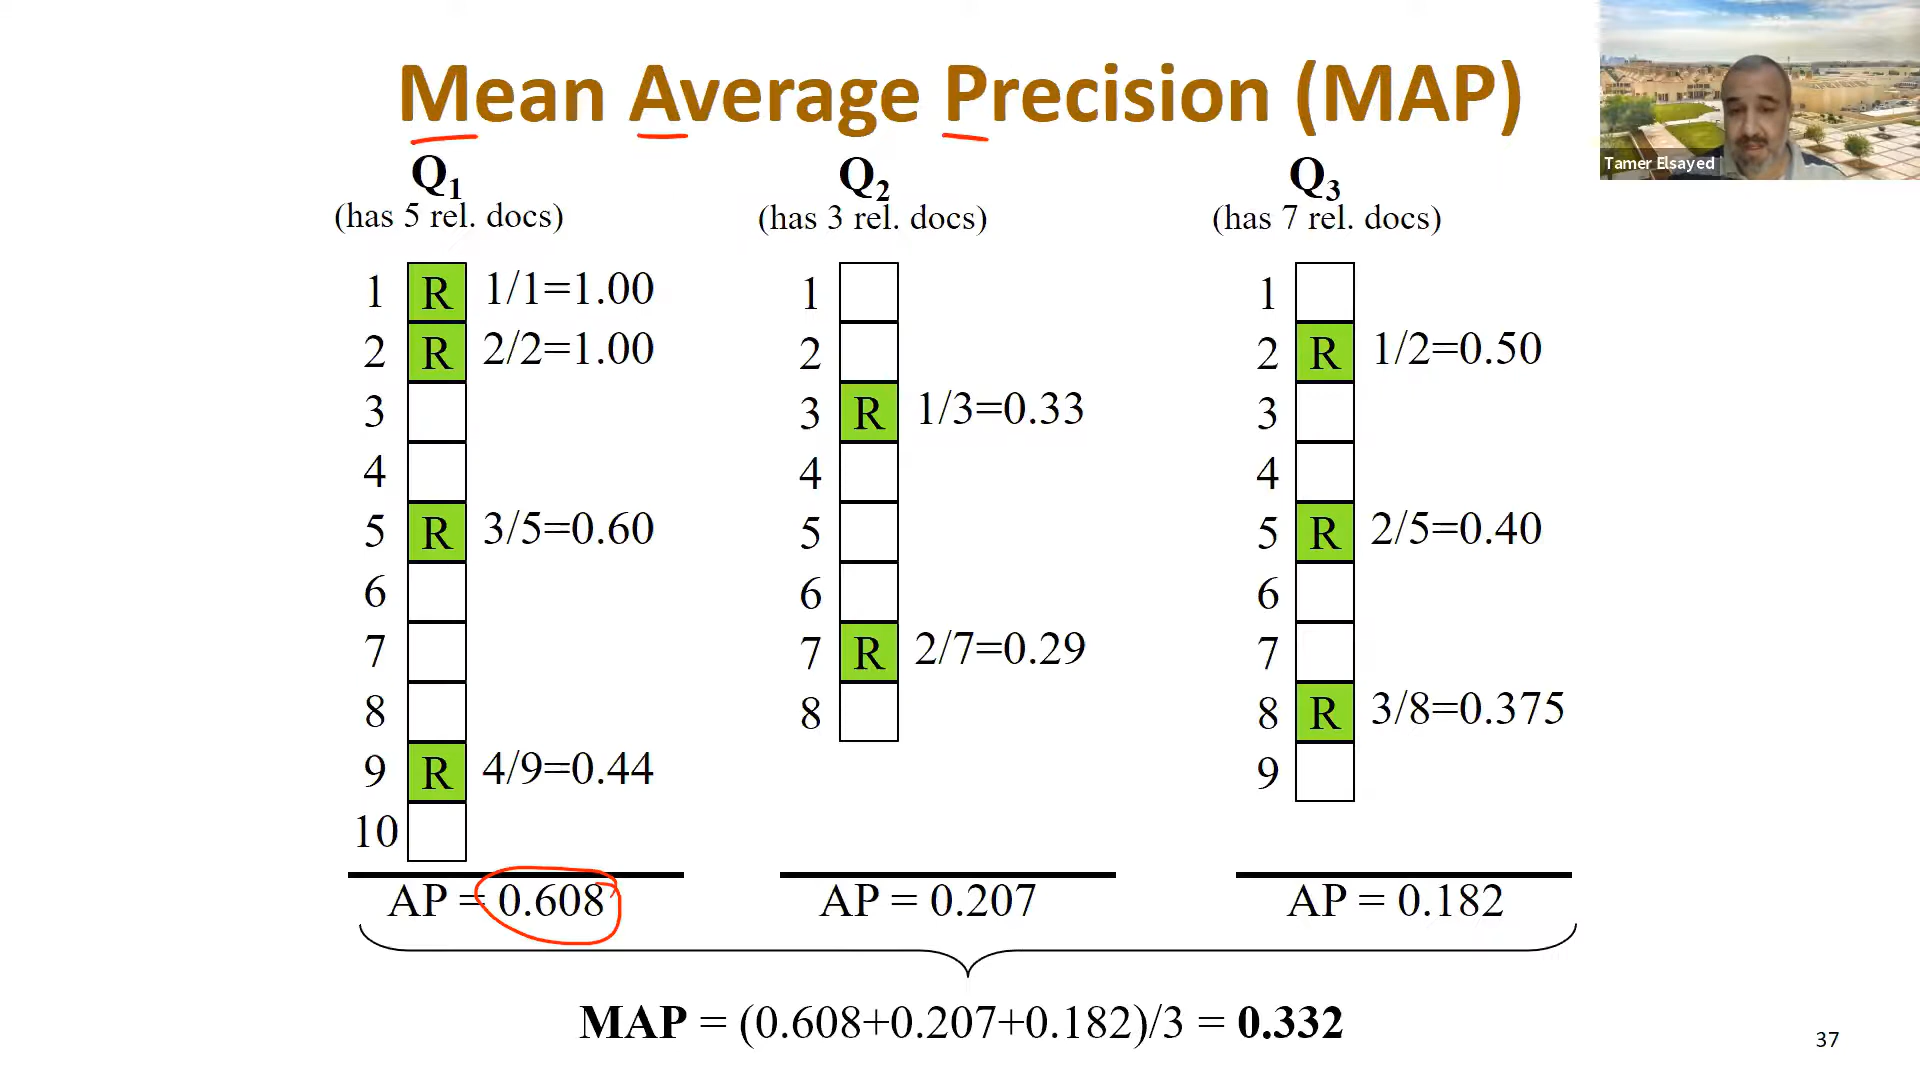 Mean Average Precision (MAP)
Tamer Elsayed
Q1
(has 5 rel. docs)
1 R 1/1=1.00
2 R 2/2=1.00
3
4
5 R 3/5=0.60
6
7
8
9 R 4/9=0.44
10
AP = 0.608
Q2
(has 3 rel. docs)
1
2
3 R 1/3=0.33
4
5
6
7 R 2/7=0.29
8
AP = 0.207
Q3
(has 7 rel. docs)
1
2 R 1/2=0.50
3
4
5 R 2/5=0.40
6
7
8 R 3/8=0.375
9
AP = 0.182
MAP = (0.608+0.207+0.182)/3 = 0.332
37